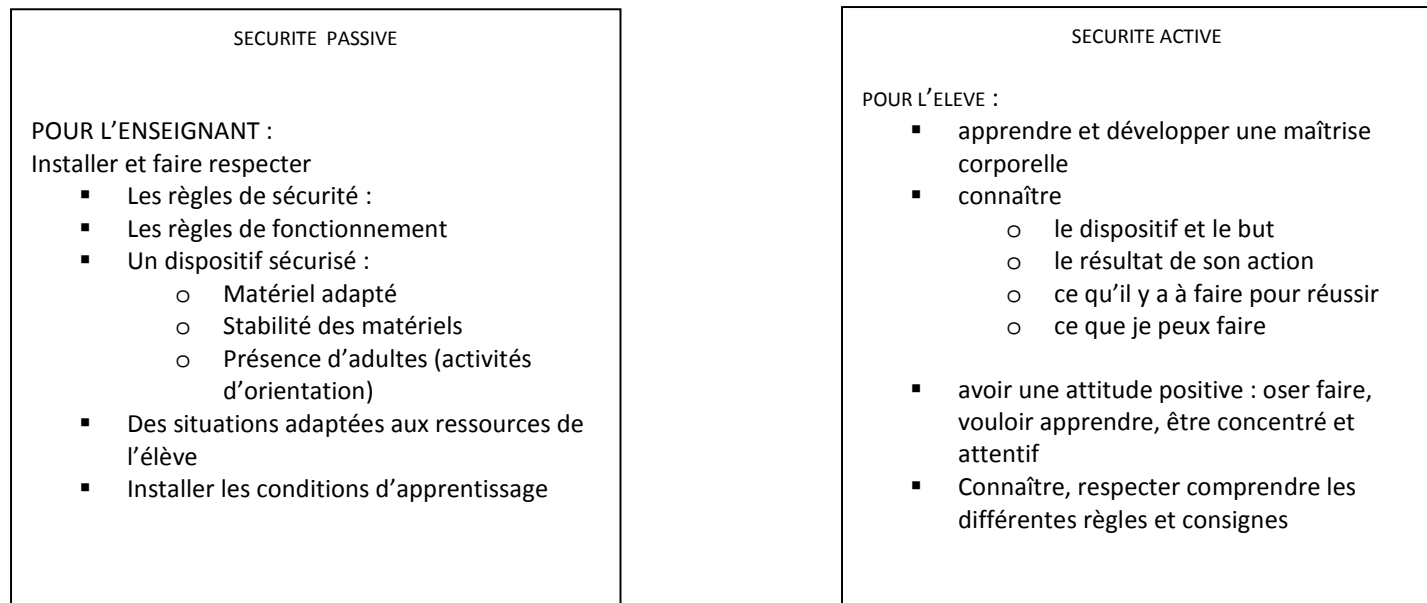 SECURITE PASSIVE
POUR L'ENSEIGNANT :
Installer et faire respecter
▪ Les règles de sécurité :
▪ Les règles de fonctionnement
▪ Un dispositif sécurisé :
o Matériel adapté
o Stabilité des matériels
o Présence d'adultes (activités
d'orientation)
▪ Des situations adaptées aux ressources de
l'élève
▪ Installer les conditions d'apprentissage
SECURITE ACTIVE
POUR L'ELEVE :
▪ apprendre et développer une maîtrise
corporelle
▪ connaître
o le dispositif et le but
o le résultat de son action
o ce qu'il y a à faire pour réussir
o ce que je peux faire
▪ avoir une attitude positive : oser faire,
vouloir apprendre, être concentré et
attentif
▪ Connaître, respecter comprendre les
différentes règles et consignes